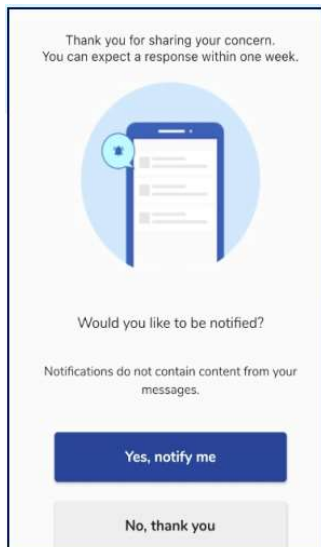 Thank you for sharing your concern.
You can expect a response within one week.
Would you like to be notified?
Notifications do not contain content from your
messages.
Yes, notify me
No, thank you